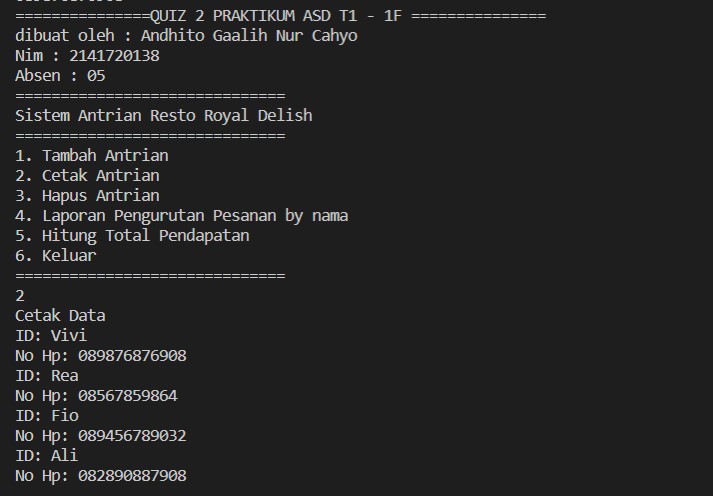 ===============QUIZ 2 PRAKTIKUM ASD T1 - 1F ===============
dibuat oleh : Andhito Gaalih Nur Cahyo
Nim : 2141720138
Absen : 05
==============================
Sistem Antrian Resto Royal Delish
==============================
1. Tambah Antrian
2. Cetak Antrian
3. Hapus Antrian
4. Laporan Pengurutan Pesanan by nama
5. Hitung Total Pendapatan
6. Keluar
==============================
2
Cetak Data
ID: Vivi
No Hp: 089876876908
ID: Rea
No Hp: 08567859864
ID: Fio
No Hp: 089456789032
ID: Ali
No Hp: 082890887908